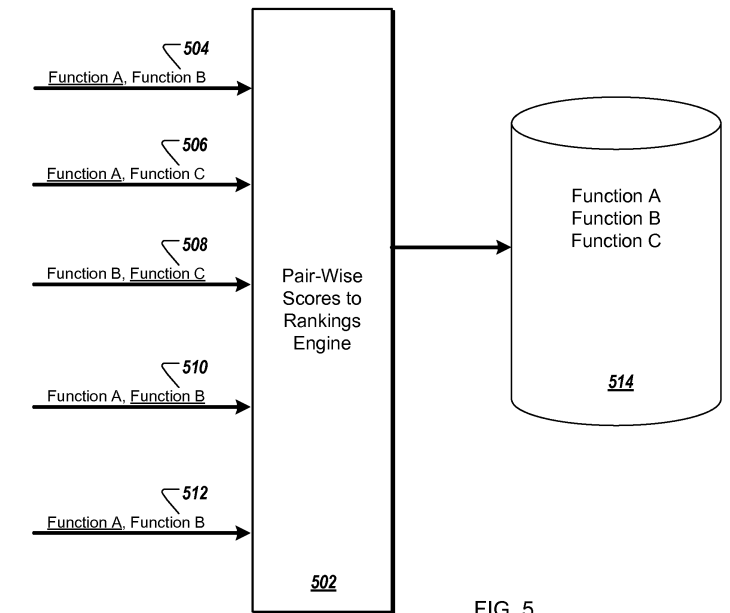 504
Function A, Function B
506
Function A, Function C
508
Function B, Function C
510
Function A, Function B
512
Function A, Function B
Pair-Wise
Scores to
Rankings
Engine
502
Function A
Function B
Function C
514
FIG. 5